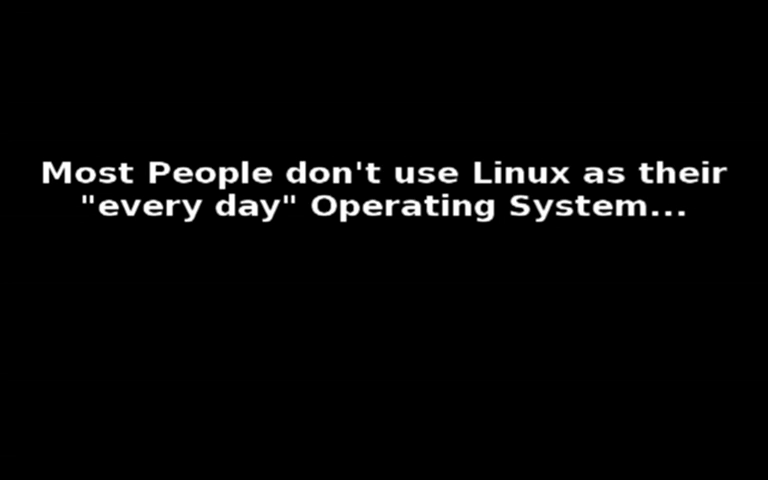 Most People don't use Linux as their
"every day" Operating System...